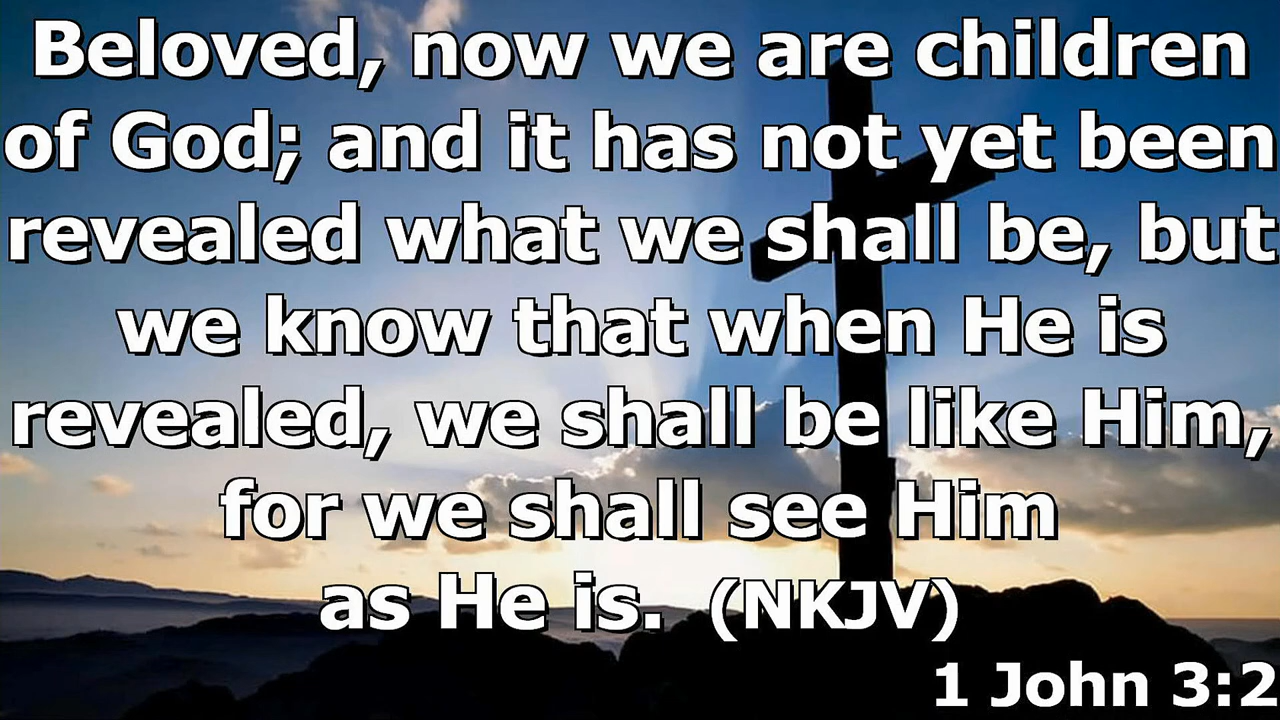 Beloved, now we are children
of God; and it has not yet been
revealed what we shall be, but
we know that when He is
revealed, we shall be like Him,
for we shall see Him
as He is. (NKJV)
1 John 3:2